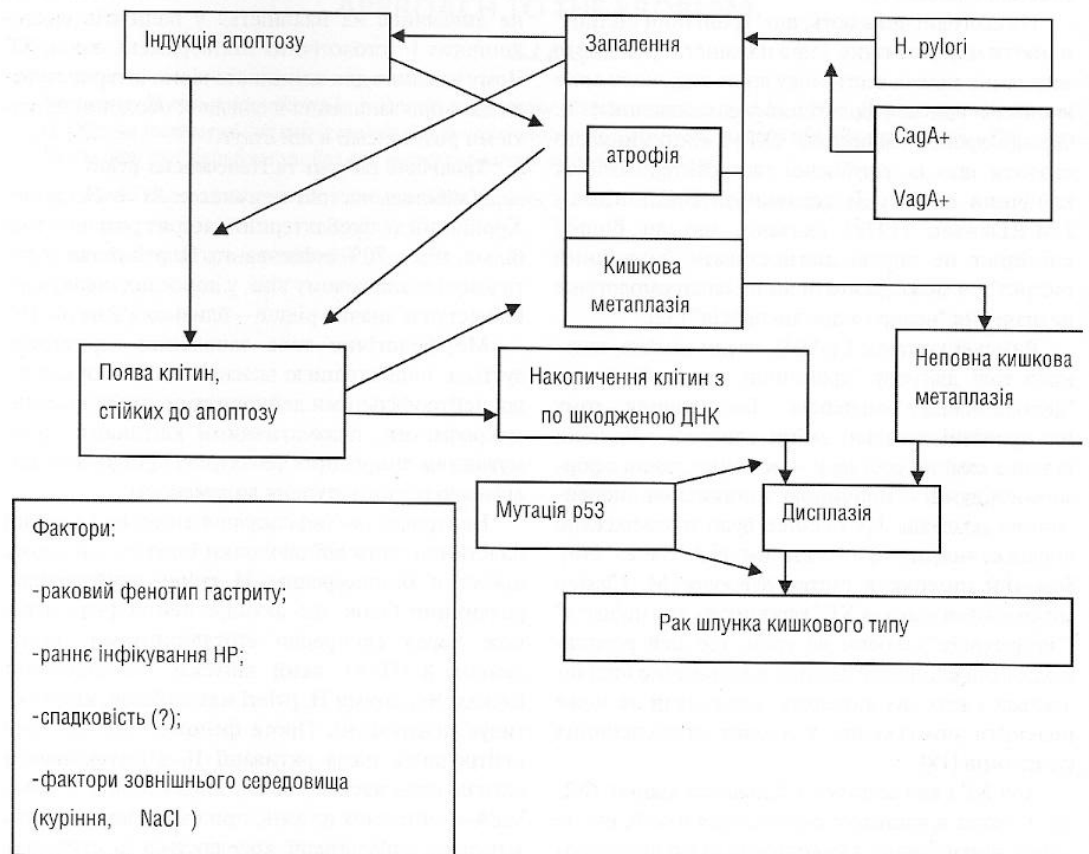 Індукція апоптозу
Запалення
H. pylori
CagA+
VagA+
атрофія
Кишкова
метаплазія
Поява клітин,
стійких до апоптозу
Накопичення клітин з
по шкодженою ДНК
Неповна кишкова
метаплазія
Мутація р53
Дисплазія
Рак шлунка кишкового типу
Фактори:
-раковий фенотип гастриту;
-раннє інфікування НР;
-спадковість (?);
-фактори зовнішнього середовища
(куріння, NaCl )